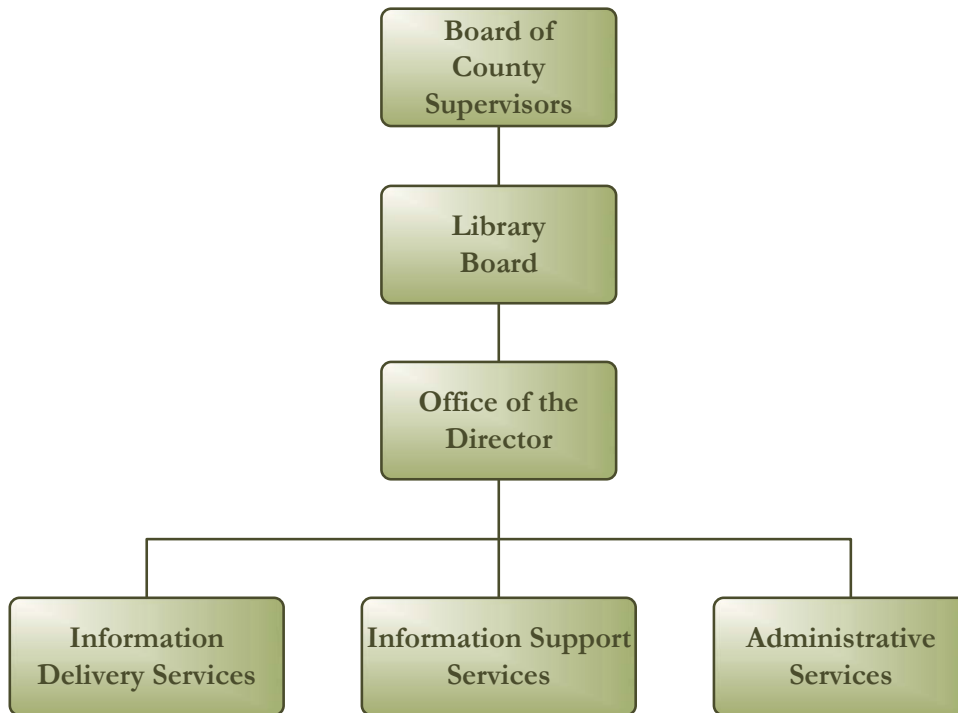 Board of
County
Supervisors
Library
Board
Office of the
Director
Information
Delivery Services
Information Support
Services
Administrative
Services